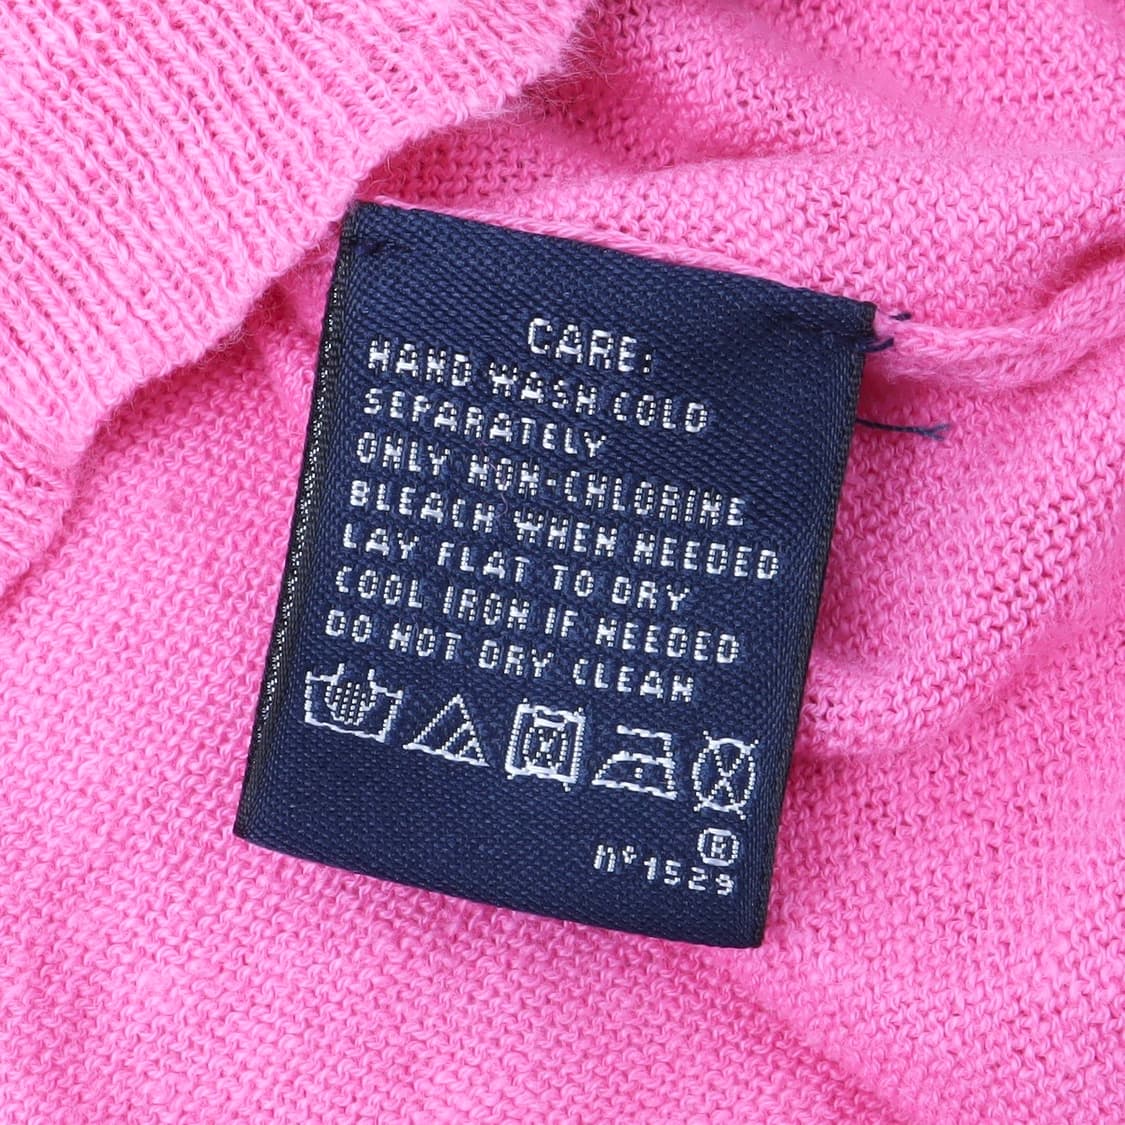 CARE:
HAND WASH COLD
SEPARATELY
ONLY NON-CHLORINE
BLEACH WHEN NEEDED
LAY FLAT TO DRY
COOL IRON IF NEEDED
DO NOT DRY CLEAN
®
nº1529